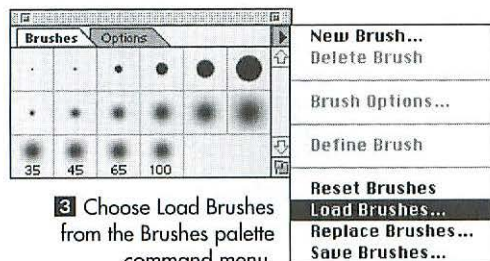 Brushes Options
35 45 65 100
3 Choose Load Brushes
from the Brushes palette
command menu.
New Brush...
Delete Brush
Brush Options...
Define Brush
Reset Brushes
Load Brushes...
Replace Brushes...
Save Brushes...